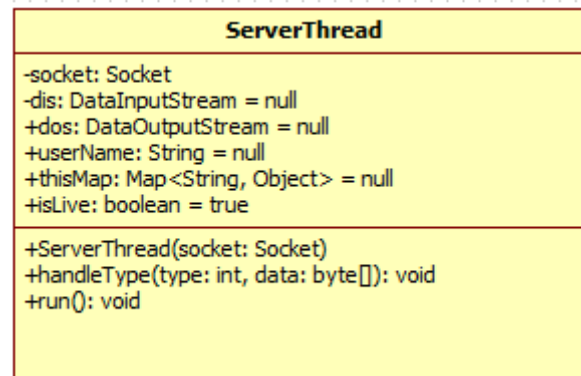 ServerThread
-socket: Socket
-dis: DataInputStream = null
+dos: DataOutputStream = null
+userName: String = null
+thisMap: Map<String, Object> = null
+isLive: boolean = true
+ServerThread(socket: Socket)
+handleType(type: int, data: byte[]): void
+run(): void